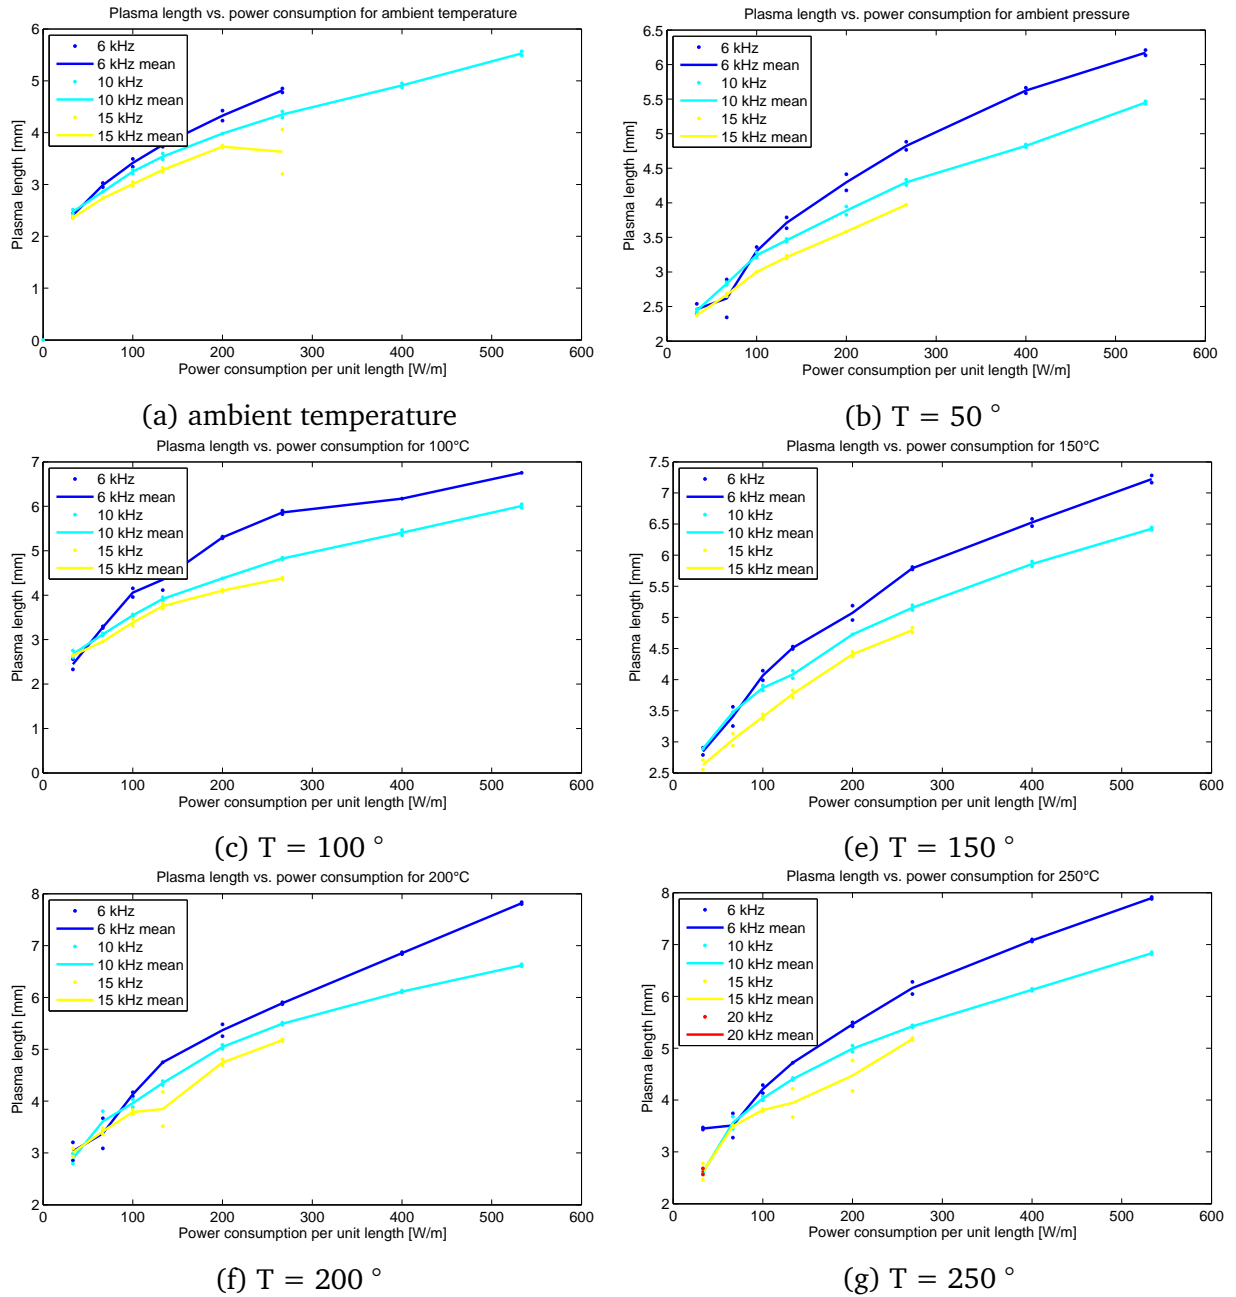 Plasma length vs. power consumption for ambient temperature
6
5
4
3
2
1
0
Plasma length [mm]
6 kHz
6 kHz mean
10 kHz
10 kHz mean
15 kHz
15 kHz mean
0 100 200 300 400 500 600
Power consumption per unit length [W/m]
(a) ambient temperature
Plasma length vs. power consumption for ambient pressure
6.5
6
5.5
5
4.5
4
3.5
3
2.5
2
Plasma length [mm]
6 kHz
6 kHz mean
10 kHz
10 kHz mean
15 kHz
15 kHz mean
0 100 200 300 400 500 600
Power consumption per unit length [W/m]
(b) T = 50 °
Plasma length vs. power consumption for 100°C
7
6
5
4
3
2
1
0
Plasma length [mm]
6 kHz
6 kHz mean
10 kHz
10 kHz mean
15 kHz
15 kHz mean
0 100 200 300 400 500 600
Power consumption per unit length [W/m]
(c) T = 100 °
Plasma length vs. power consumption for 150°C
7.5
7
6.5
6
5.5
5
4.5
4
3.5
3
2.5
Plasma length [mm]
6 kHz
6 kHz mean
10 kHz
10 kHz mean
15 kHz
15 kHz mean
0 100 200 300 400 500 600
Power consumption per unit length [W/m]
(e) T = 150 °
Plasma length vs. power consumption for 200°C
8
7
6
5
4
3
2
Plasma length [mm]
6 kHz
6 kHz mean
10 kHz
10 kHz mean
15 kHz
15 kHz mean
0 100 200 300 400 500 600
Power consumption per unit length [W/m]
(f) T = 200 °
Plasma length vs. power consumption for 250°C
8
7
6
5
4
3
2
Plasma length [mm]
6 kHz
6 kHz mean
10 kHz
10 kHz mean
15 kHz
15 kHz mean
20 kHz
20 kHz mean
0 100 200 300 400 500 600
Power consumption per unit length [W/m]
(g) T = 250 °